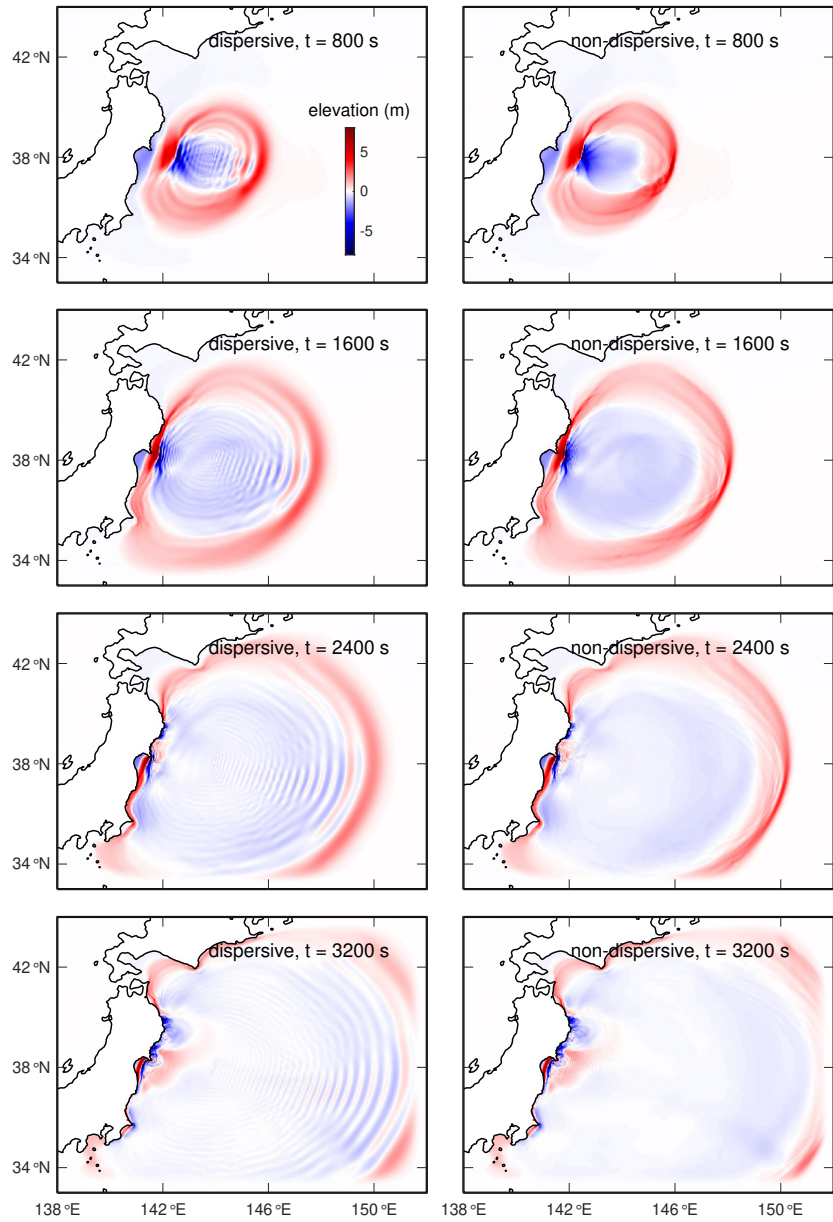 dispersive, t = 800 s
non-dispersive, t = 800 s
elevation (m)
5
0
-5
42 °N
38 °N
34 °N
dispersive, t = 1600 s
non-dispersive, t = 1600 s
42 °N
38 °N
34 °N
dispersive, t = 2400 s
non-dispersive, t = 2400 s
42 °N
38 °N
34 °N
dispersive, t = 3200 s
non-dispersive, t = 3200 s
42 °N
38 °N
34 °N
138 °E 142 °E 146 °E 150 °E 138 °E 142 °E 146 °E 150 °E